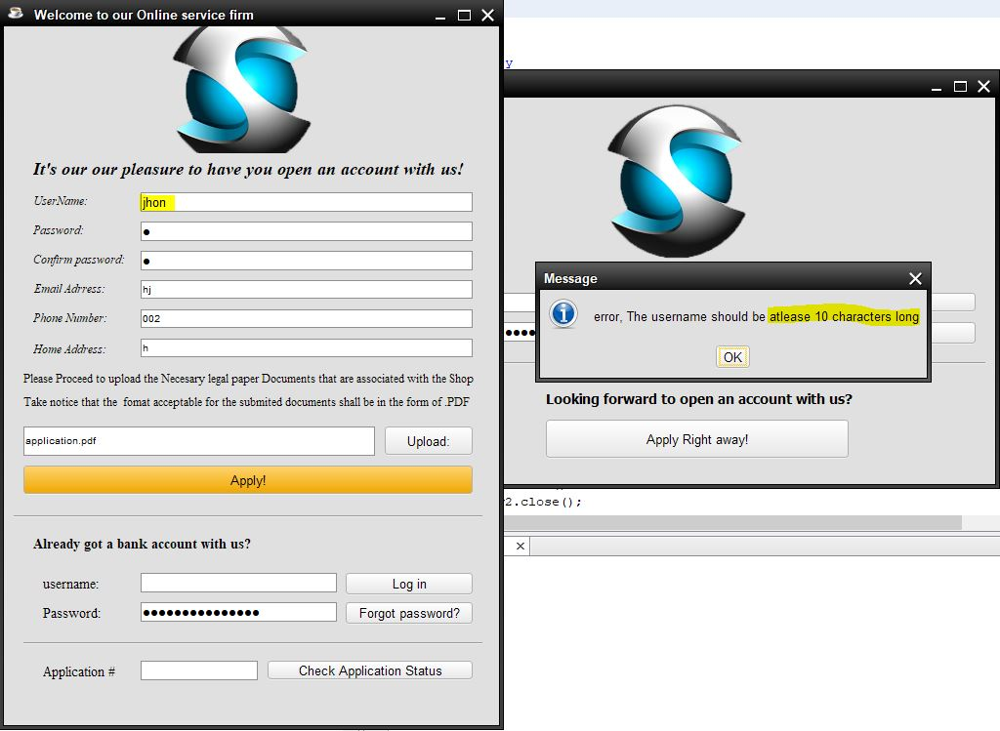 Welcome to our Online service firm
It's our our pleasure to have you open an account with us!
UserName:
jhon
Password:
●
Confirm password:
●
Email Adrress:
hj
Phone Number:
002
Home Address:
h
Please Proceed to upload the Necesary legal paper Documents that are associated with the Shop
Take notice that the fomat acceptable for the submited documents shall be in the form of .PDF
application.pdf
Upload:
Apply!
Already got a bank account with us?
username:
Log in
Password:
●●●●●●●●●●●●●●●
Forgot password?
Application #
Check Application Status
y
Message
error, The username should be atlease 10 characters long
OK
●●●●
Looking forward to open an account with us?
Apply Right away!
2.close();